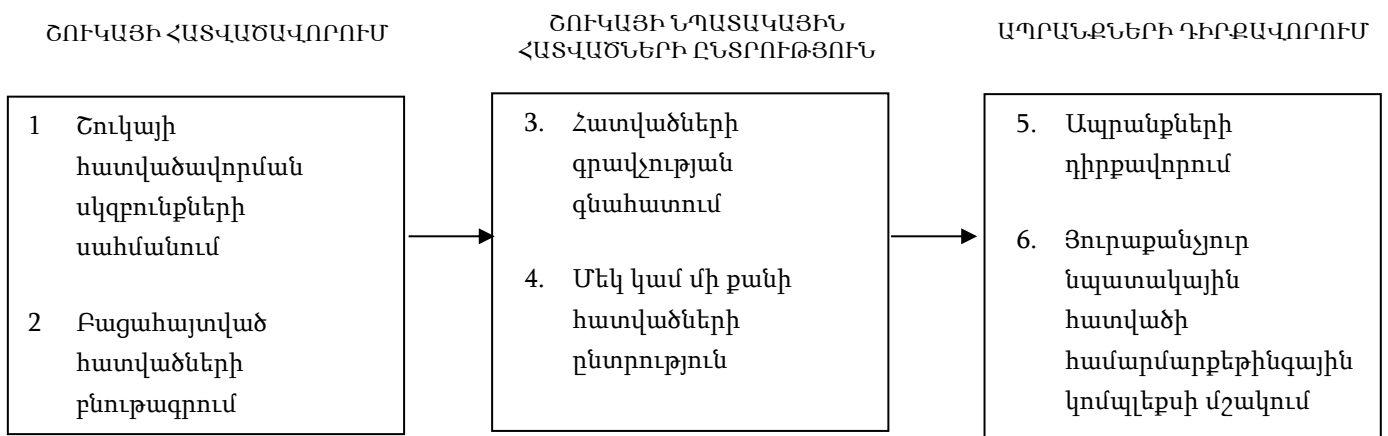 ՇՈՒԿԱՅԻ ՀԱՏՎԱԾԱՎՈՐՈՒՄ
1 Շուկայի
հատվածավորման
սկզբունքների
սահմանում
2 Բացահայտված
հատվածների
բնութագրում
ՇՈՒԿԱՅԻ ՆՊԱՏԱԿԱՅԻՆ
ՀԱՏՎԱԾՆԵՐԻ ԸՆՏՐՈՒԹՅՈՒՆ
3. Հատվածների
գրավչության
գնահատում
4. Մեկ կամ մի քանի
հատվածների
ընտրություն
ԱՊՐԱՆՔՆԵՐԻ ԴԻՐՔԱՎՈՐՈՒՄ
5. Ապրանքների
դիրքավորում
6. Յուրաքանչյուր
նպատակային
հատվածի
համարմարքեթինգային
կոմպլեքսի մշակում